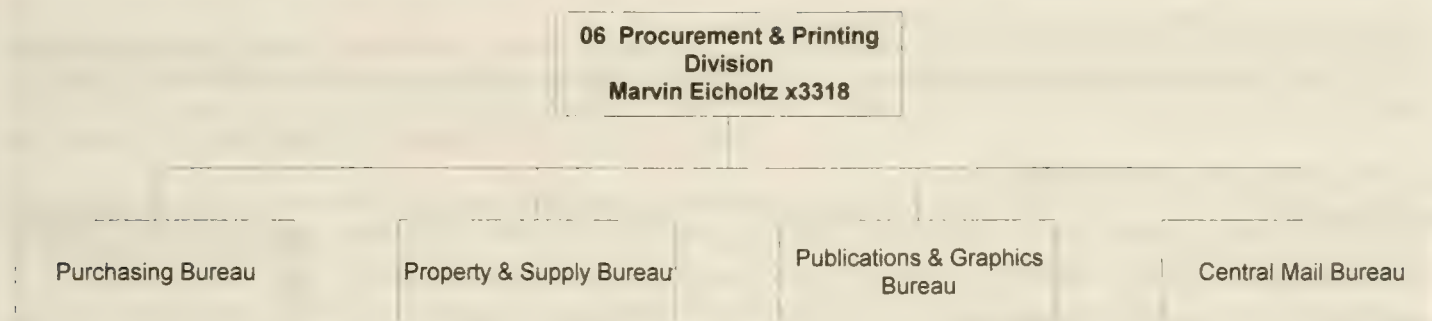 06 Procurement & Printing
Division
Marvin Eicholtz x3318
Purchasing Bureau
Property & Supply Bureau
Publications & Graphics
Bureau
Central Mail Bureau